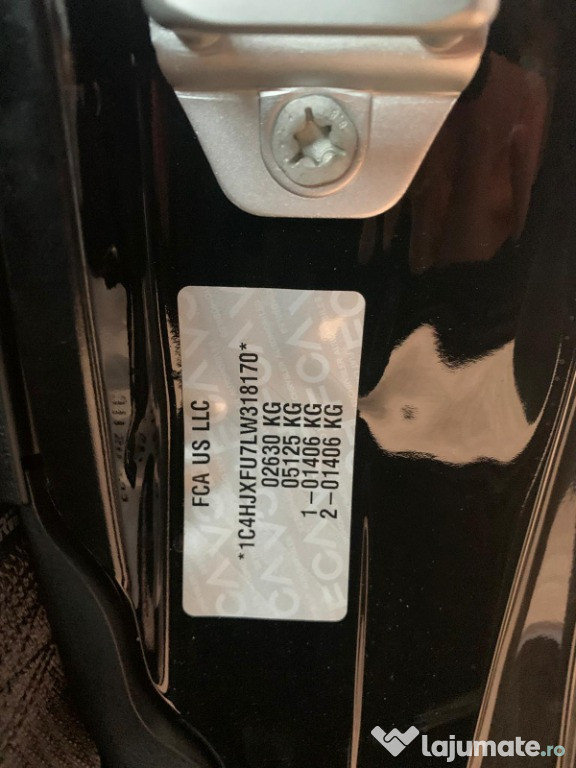 FCA US LLC
*1C4HJXFU7LW318170*
02630 KG
05125 KG
1-01406 KG
2-01406 KG
lajumate.ro